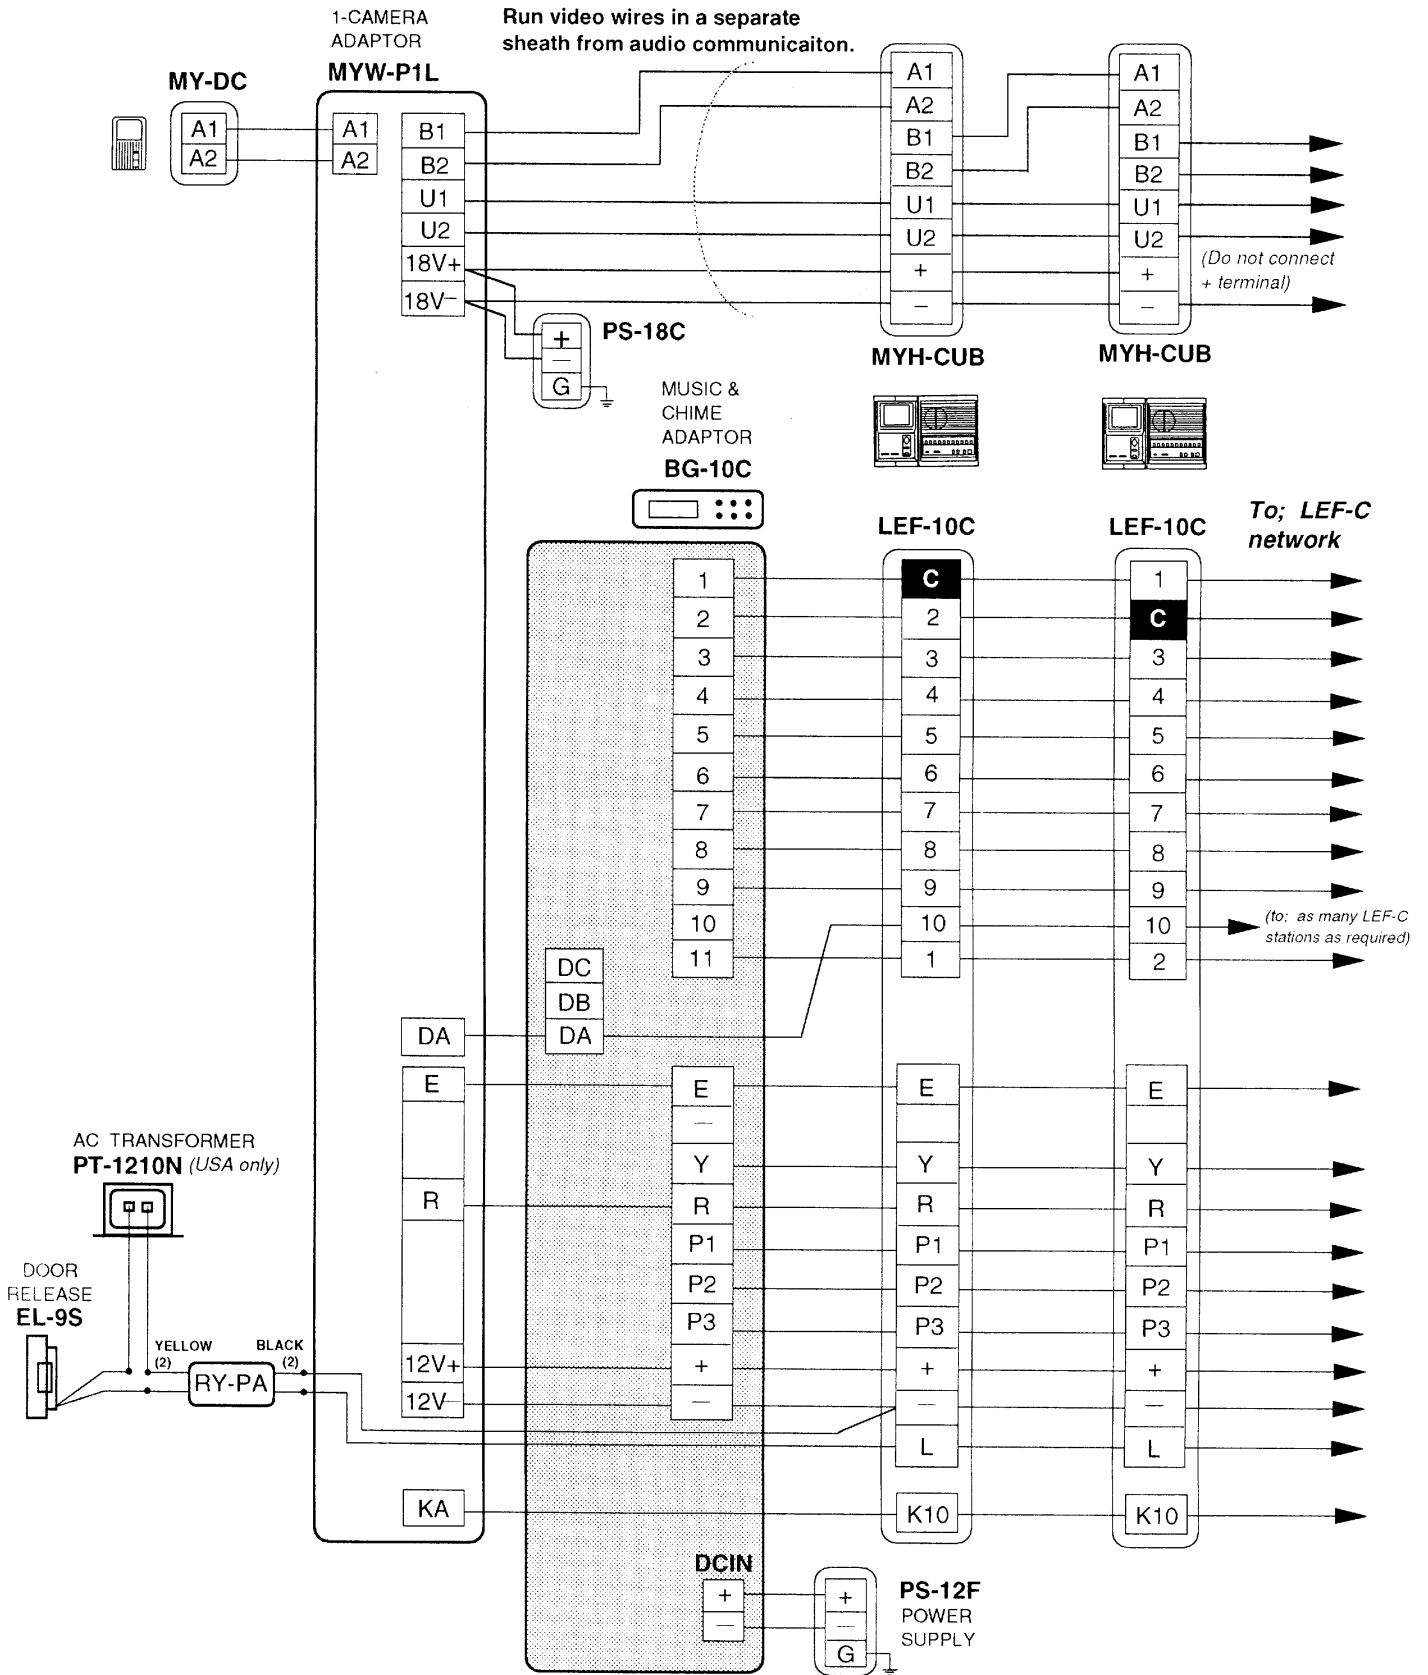 1-CAMERA
ADAPTOR
MYW-P1L
Run video wires in a separate
sheath from audio communicaiton.
MY-DC
A1
A2
A1
A2
B1
B2
U1
U2
18V+
18V−
A1
A2
B1
B2
U1
U2
+
−
MYH-CUB
A1
A2
B1
B2
U1
U2
+
−
MYH-CUB
(Do not connect
+ terminal)
+
−
G
PS-18C
MUSIC &
CHIME
ADAPTOR
BG-10C
LEF-10C
LEF-10C
To; LEF-C
network
1
2
3
4
5
6
7
8
9
10
11
C
2
3
4
5
6
7
8
9
10
1
1
C
3
4
5
6
7
8
9
10
2
(to: as many LEF-C
stations as required)
DC
DB
DA
DA
E
R
12V+
12V−
KA
E
−
Y
R
P1
P2
P3
+
−
E
Y
R
P1
P2
P3
+
−
L
K10
E
Y
R
P1
P2
P3
+
−
L
K10
AC TRANSFORMER
PT-1210N (USA only)
DOOR
RELEASE
EL-9S
YELLOW
(2)
RY-PA
BLACK
(2)
DCIN
+
−
+
−
G
PS-12F
POWER
SUPPLY